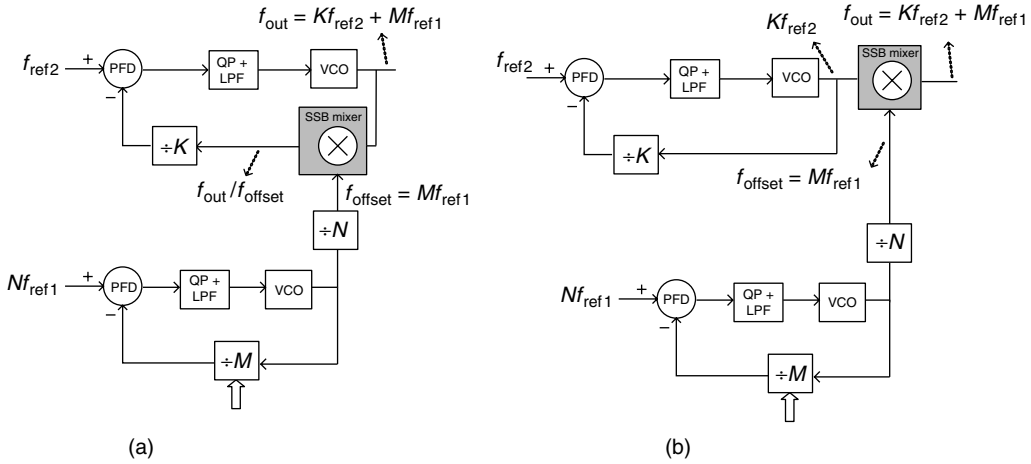 f_out = Kf_ref2 + Mf_ref1
f_ref2
+
−
PFD
QP + LPF
VCO
SSB mixer
÷K
f_out/f_offset
f_offset = Mf_ref1
÷N
Nf_ref1
+
−
PFD
QP + LPF
VCO
÷M
(a)
Kf_ref2
f_out = Kf_ref2 + Mf_ref1
SSB mixer
f_ref2
+
−
PFD
QP + LPF
VCO
÷K
f_offset = Mf_ref1
÷N
Nf_ref1
+
−
PFD
QP + LPF
VCO
÷M
(b)